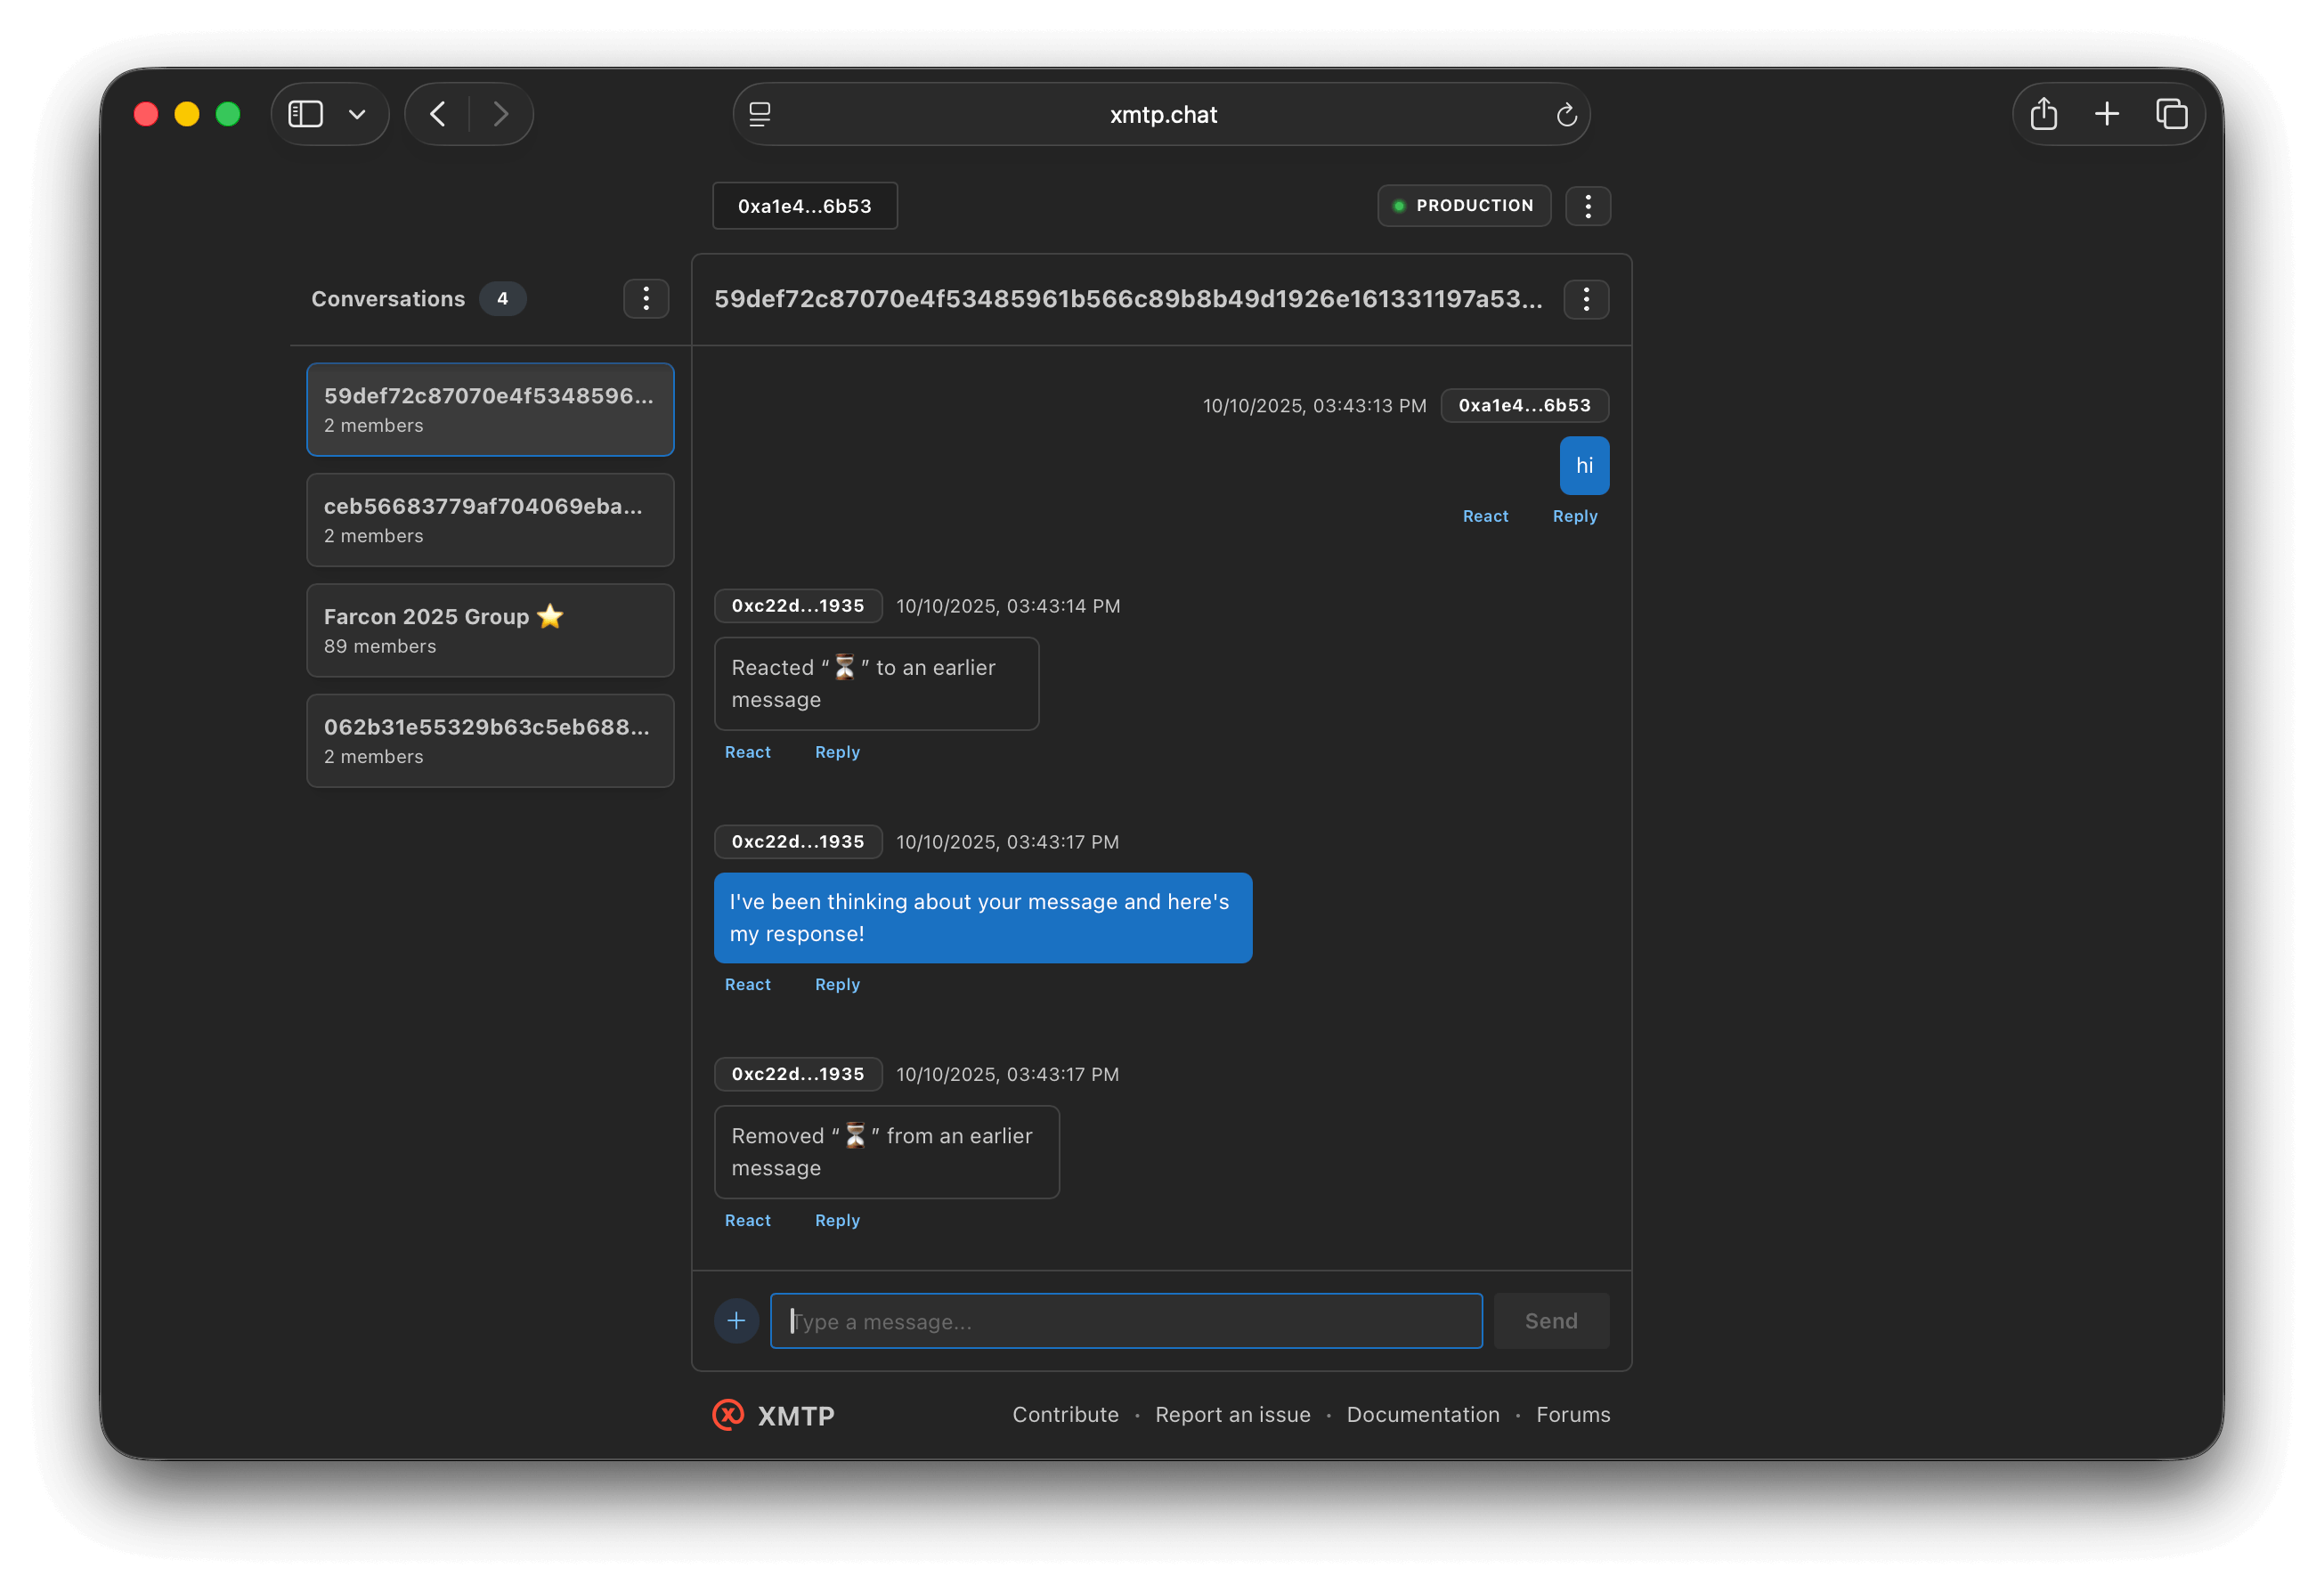 xmtp.chat
0xa1e4...6b53
PRODUCTION
Conversations 4
59def72c87070e4f5348596...
2 members
ceb56683779af704069eba...
2 members
Farcon 2025 Group ⭐
89 members
062b31e55329b63c5eb688...
2 members
59def72c87070e4f53485961b566c89b8b49d1926e161331197a53...
10/10/2025, 03:43:13 PM 0xa1e4...6b53
hi
React Reply
0xc22d...1935 10/10/2025, 03:43:14 PM
Reacted “⏳” to an earlier
message
React Reply
0xc22d...1935 10/10/2025, 03:43:17 PM
I've been thinking about your message and here's
my response!
React Reply
0xc22d...1935 10/10/2025, 03:43:17 PM
Removed “⏳” from an earlier
message
React Reply
Type a message...
Send
XMTP
Contribute · Report an issue · Documentation · Forums